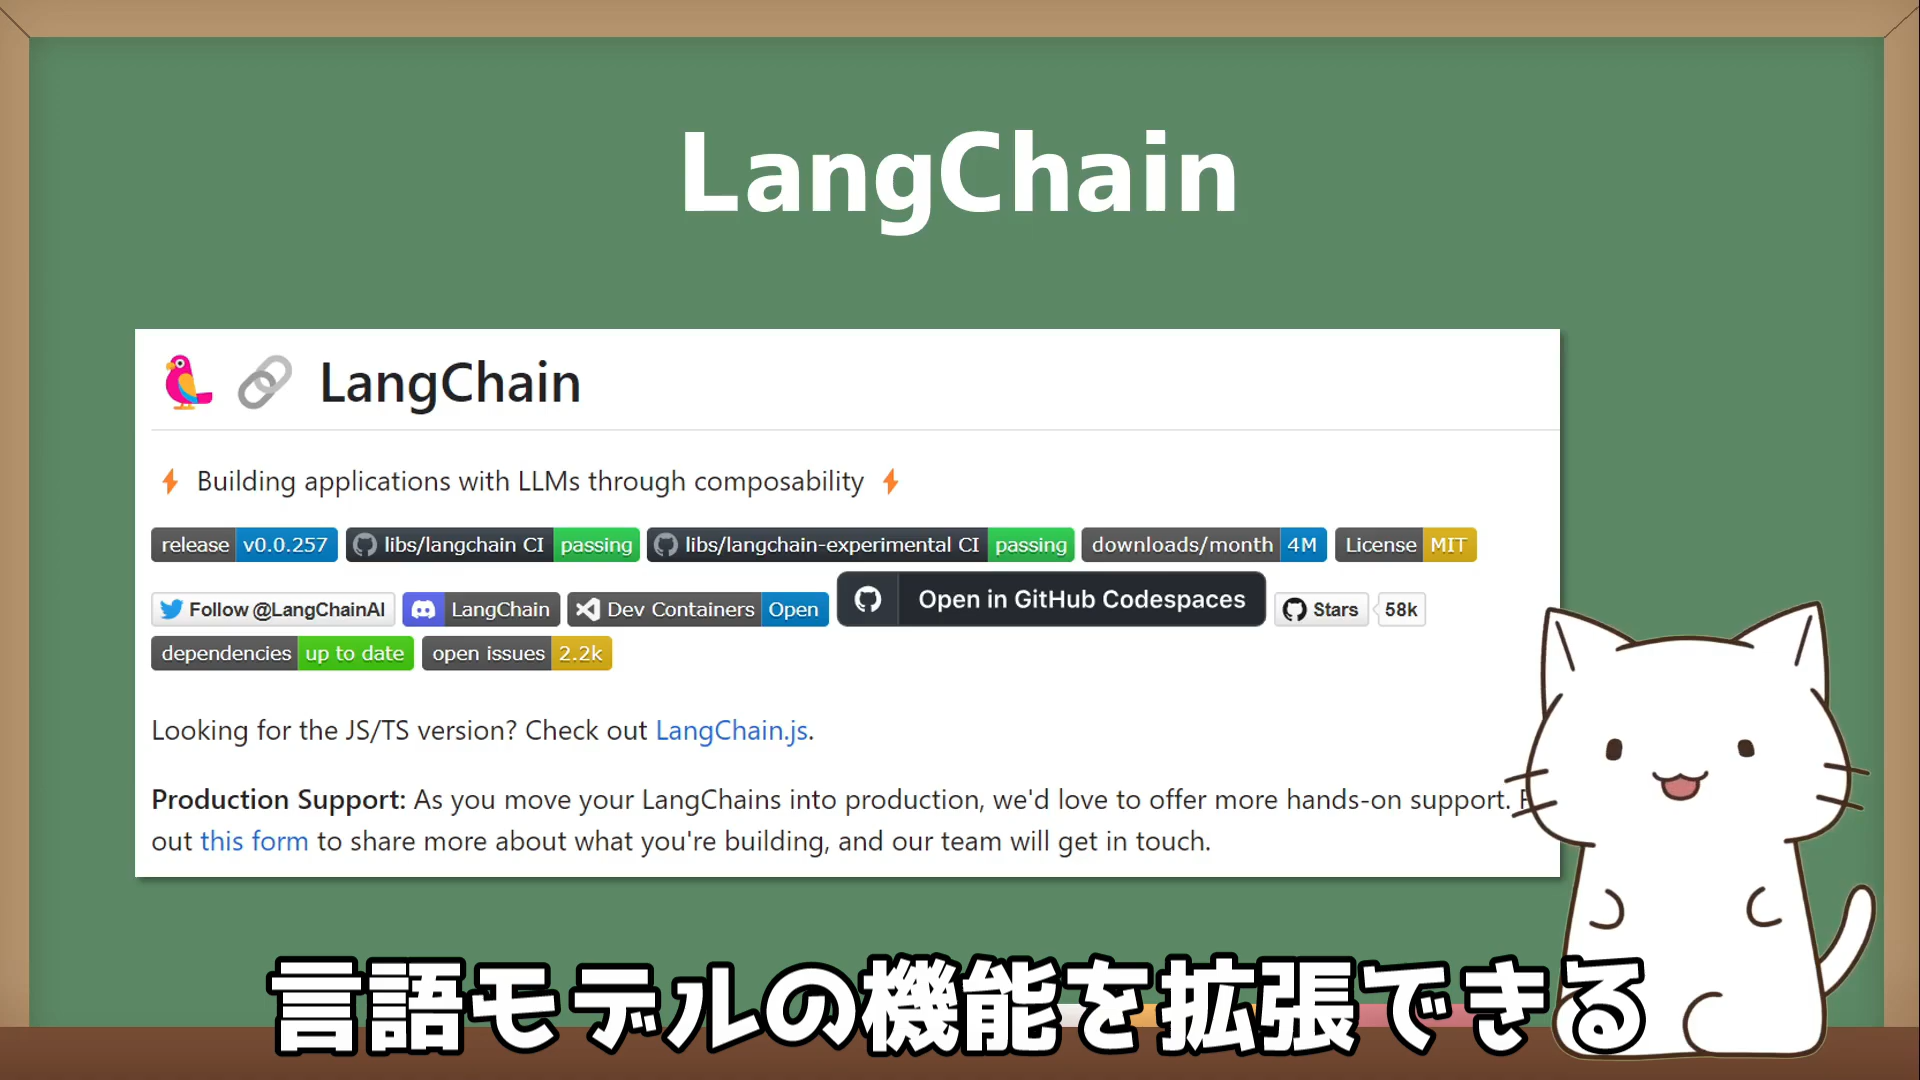 LangChain
LangChain
Building applications with LLMs through composability
release v0.0.257 libs/langchain CI passing libs/langchain-experimental CI passing downloads/month 4M License MIT
Follow @LangChainAI LangChain Dev Containers Open Open in GitHub Codespaces Stars 58k
dependencies up to date open issues 2.2k
Looking for the JS/TS version? Check out LangChain.js.
Production Support: As you move your LangChains into production, we'd love to offer more hands-on support.
out this form to share more about what you're building, and our team will get in touch.
言語モデルの機能を拡張できる